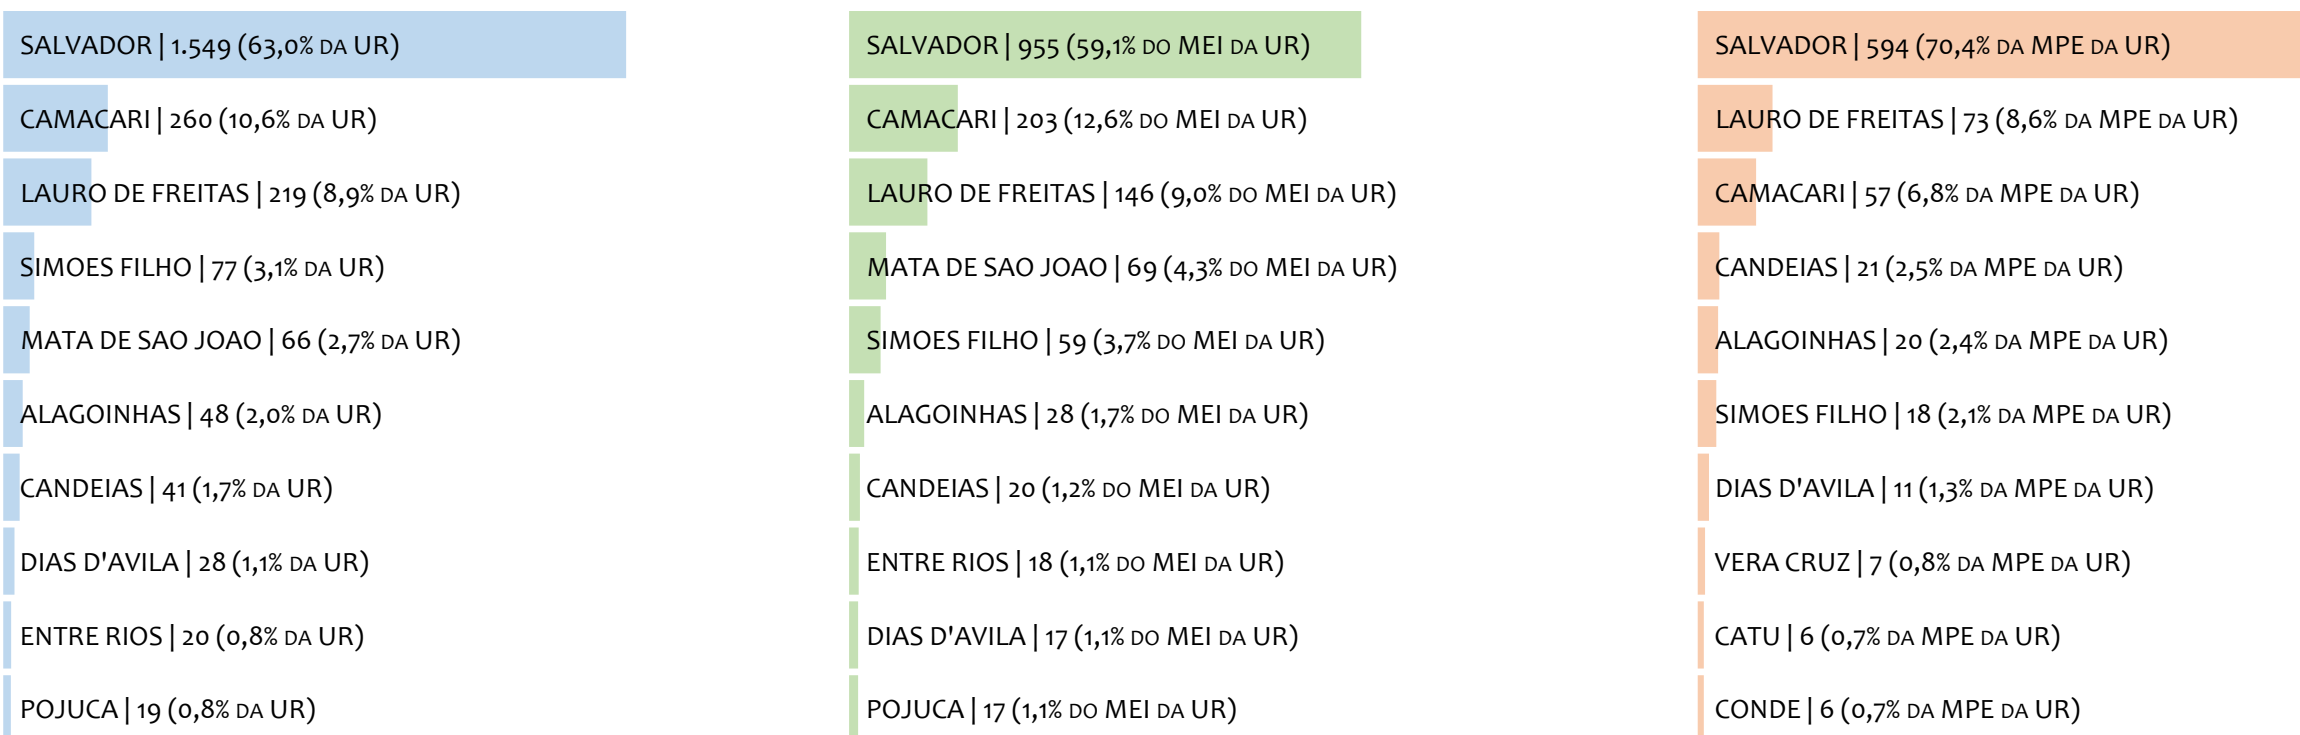 SALVADOR | 1.549 (63,0% DA UR)
CAMACARI | 260 (10,6% DA UR)
LAURO DE FREITAS | 219 (8,9% DA UR)
SIMOES FILHO | 77 (3,1% DA UR)
MATA DE SAO JOAO | 66 (2,7% DA UR)
ALAGOINHAS | 48 (2,0% DA UR)
CANDEIAS | 41 (1,7% DA UR)
DIAS D'AVILA | 28 (1,1% DA UR)
ENTRE RIOS | 20 (0,8% DA UR)
POJUCA | 19 (0,8% DA UR)
SALVADOR | 955 (59,1% DO MEI DA UR)
CAMACARI | 203 (12,6% DO MEI DA UR)
LAURO DE FREITAS | 146 (9,0% DO MEI DA UR)
MATA DE SAO JOAO | 69 (4,3% DO MEI DA UR)
SIMOES FILHO | 59 (3,7% DO MEI DA UR)
ALAGOINHAS | 28 (1,7% DO MEI DA UR)
CANDEIAS | 20 (1,2% DO MEI DA UR)
ENTRE RIOS | 18 (1,1% DO MEI DA UR)
DIAS D'AVILA | 17 (1,1% DO MEI DA UR)
POJUCA | 17 (1,1% DO MEI DA UR)
SALVADOR | 594 (70,4% DA MPE DA UR)
LAURO DE FREITAS | 73 (8,6% DA MPE DA UR)
CAMACARI | 57 (6,8% DA MPE DA UR)
CANDEIAS | 21 (2,5% DA MPE DA UR)
ALAGOINHAS | 20 (2,4% DA MPE DA UR)
SIMOES FILHO | 18 (2,1% DA MPE DA UR)
DIAS D'AVILA | 11 (1,3% DA MPE DA UR)
VERA CRUZ | 7 (0,8% DA MPE DA UR)
CATU | 6 (0,7% DA MPE DA UR)
CONDE | 6 (0,7% DA MPE DA UR)